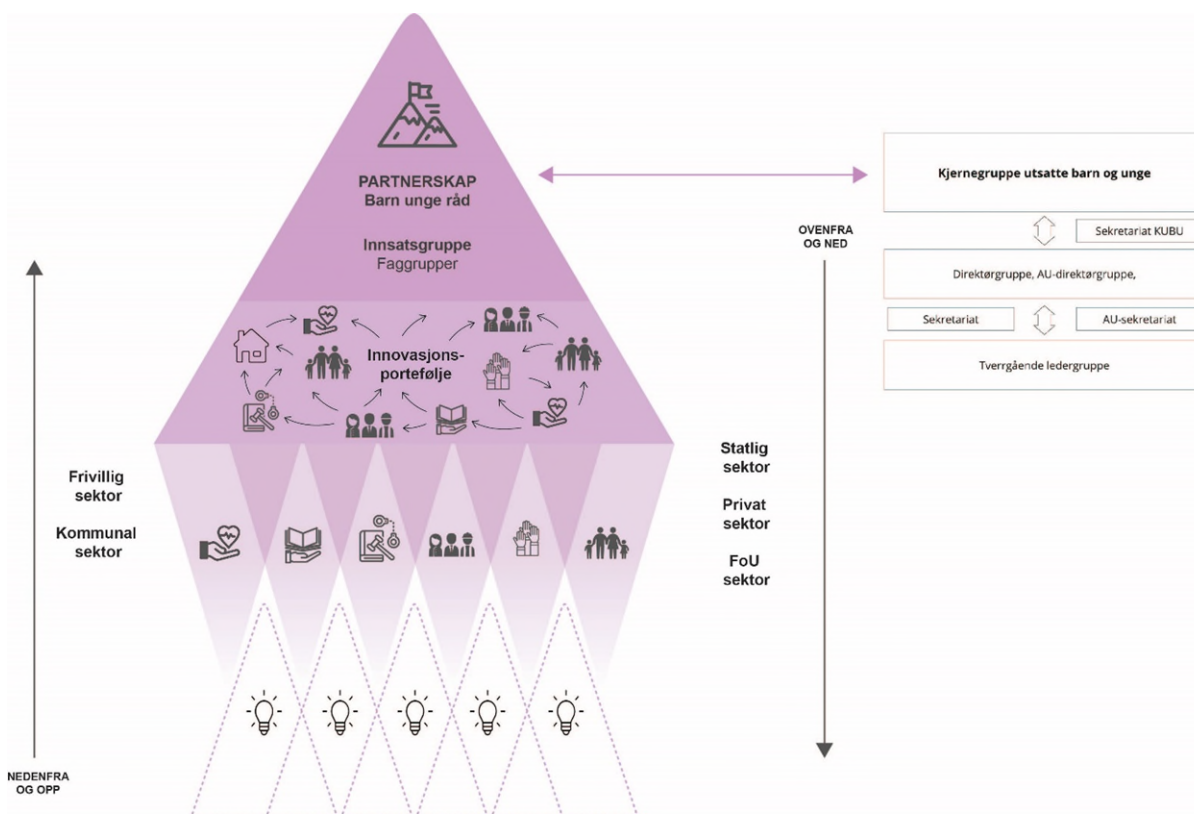 PARTNERSKAP
Barn unge råd
Innsatsgruppe
Faggrupper
Innovasjons-
portefølje
Frivillig
sektor
Kommunal
sektor
NEDENFRA
OG OPP
OVENFRA
OG NED
Statlig
sektor
Privat
sektor
FoU
sektor
Kjernegruppe utsatte barn og unge
Sekretariat KUBU
Direktørgruppe, AU-direktørgruppe,
Sekretariat
AU-sekretariat
Tverrgående ledergruppe